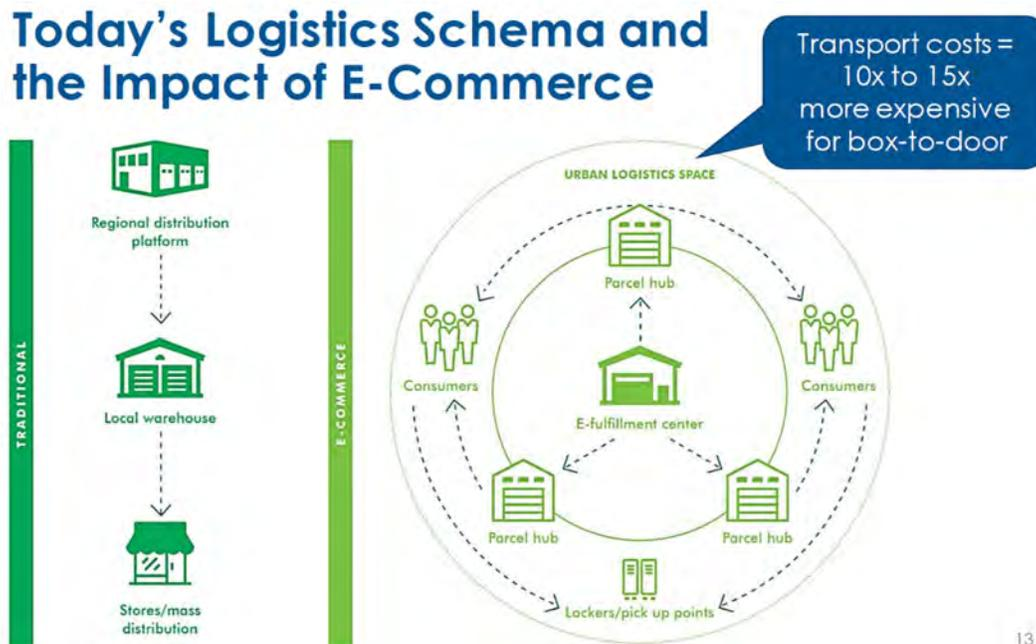 Today's Logistics Schema and
the Impact of E-Commerce
Transport costs =
10x to 15x
more expensive
for box-to-door
TRADITIONAL
Regional distribution
platform
Local warehouse
Stores/mass
distribution
E-COMMERCE
URBAN LOGISTICS SPACE
Parcel hub
Consumers
Consumers
E-fulfillment center
Parcel hub
Parcel hub
Lockers/pick up points
13